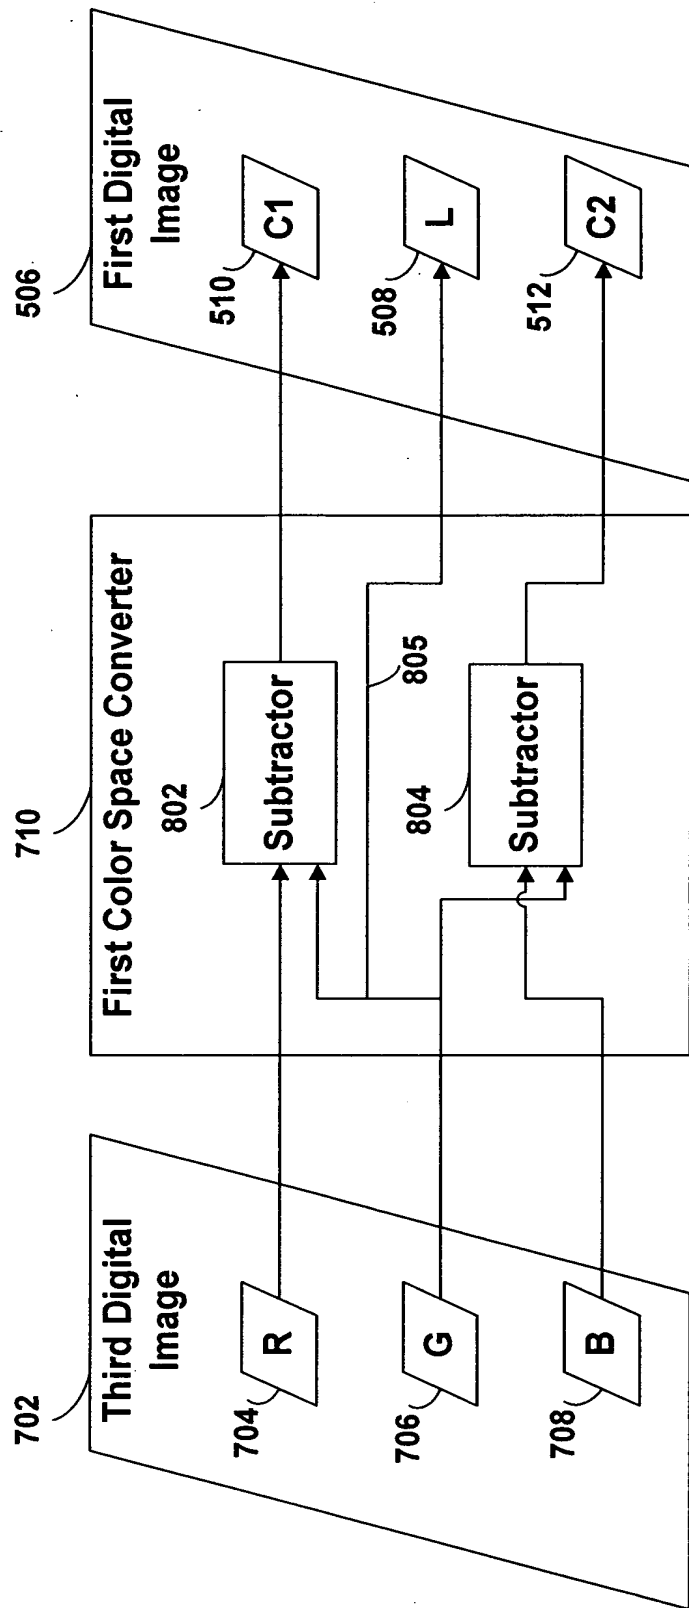 702
Third Digital
Image
704
R
706
G
708
B
710
First Color Space Converter
802
Subtractor
805
804
Subtractor
506
First Digital
Image
510
C1
508
L
512
C2